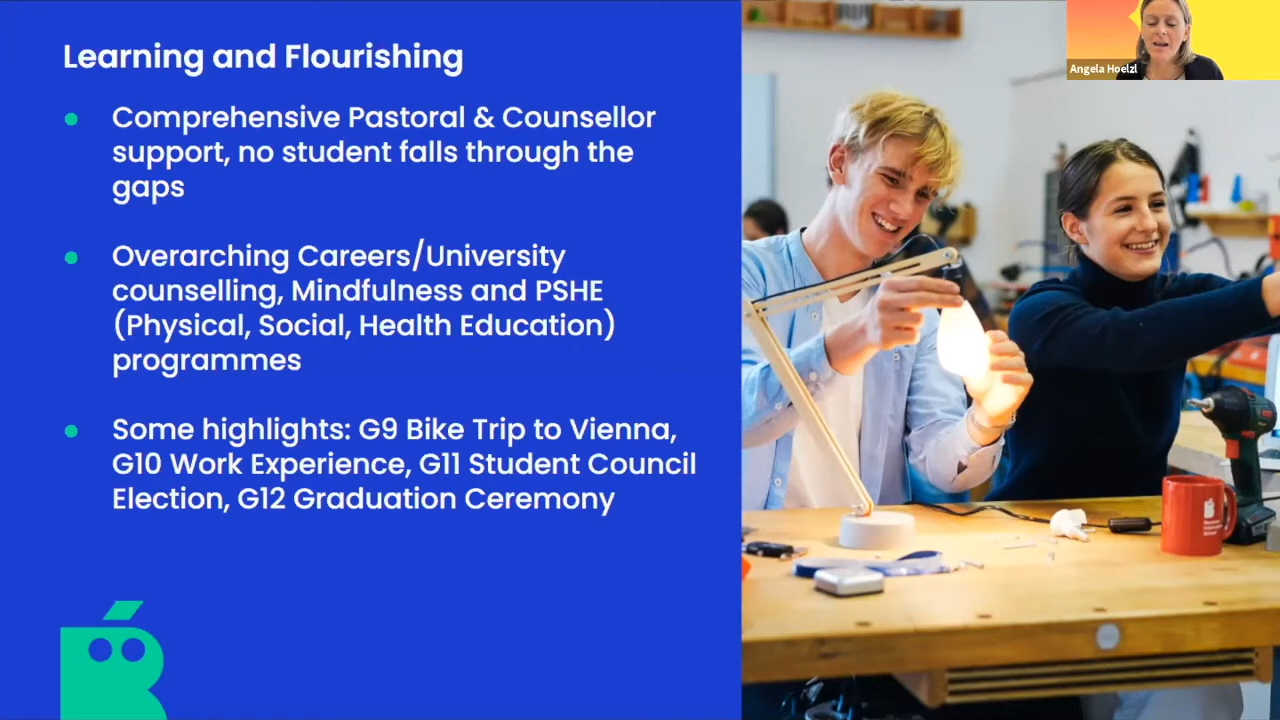 Learning and Flourishing
Angela Hoelzl
Comprehensive Pastoral & Counsellor
support, no student falls through the
gaps
Overarching Careers/University
counselling, Mindfulness and PSHE
(Physical, Social, Health Education)
programmes
Some highlights: G9 Bike Trip to Vienna,
G10 Work Experience, G11 Student Council
Election, G12 Graduation Ceremony